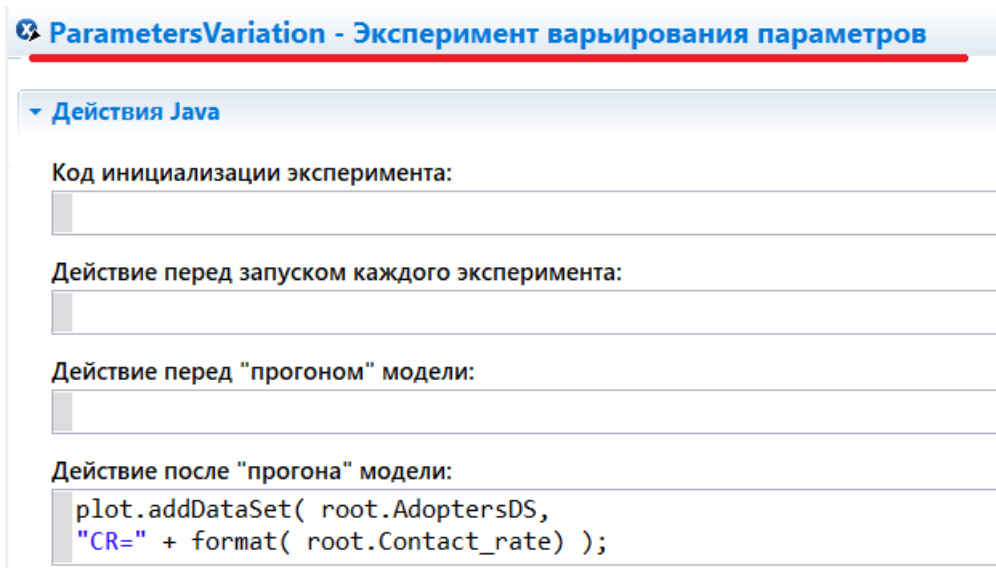 ParametersVariation - Эксперимент варьирования параметров
Действия Java
Код инициализации эксперимента:
Действие перед запуском каждого эксперимента:
Действие перед "прогоном" модели:
Действие после "прогона" модели:
plot.addDataSet( root.AdoptersDS,
"CR=" + format( root.Contact_rate) );